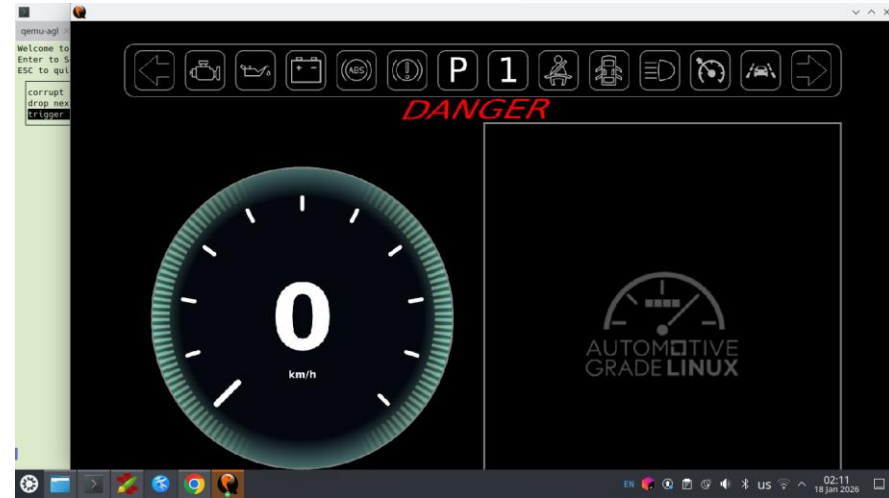 qemu-agl
Welcome to
Enter to S
ESC to qui
corrupt
drop nex
trigger
(ABS)
P
1
DANGER
0
km/h
AUTOMOTIVE
GRADE LINUX
EN
us
02:11
18 Jan 2026